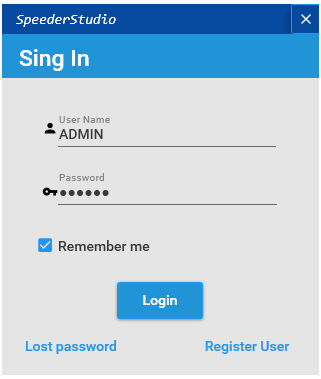 SpeederStudio
Sing In
User Name
ADMIN
Password
●●●●●●
Remember me
Login
Lost password
Register User